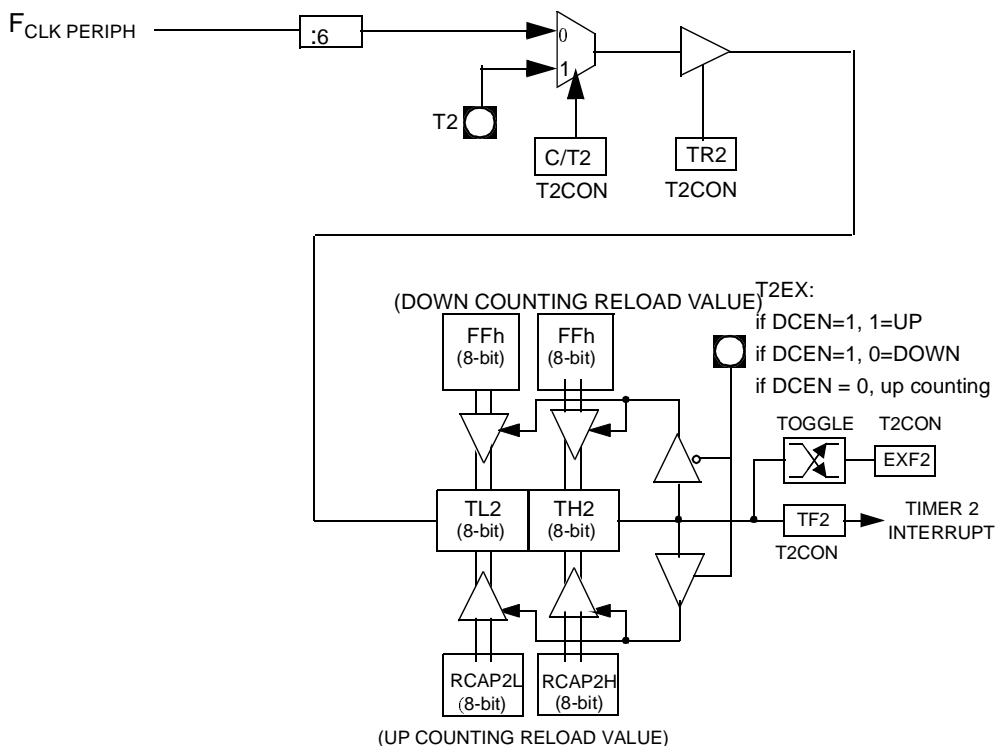 FCLK PERIPH
:6
0
1
T2
C/T2
TR2
T2CON
T2CON
T2EX:
(DOWN COUNTING RELOAD VALUE)
if DCEN=1, 1=UP
FFh
(8-bit)
FFh
(8-bit)
if DCEN=1, 0=DOWN
if DCEN = 0, up counting
TOGGLE
T2CON
EXF2
TL2
(8-bit)
TH2
(8-bit)
TF2
TIMER 2
INTERRUPT
T2CON
RCAP2L
(8-bit)
RCAP2H
(8-bit)
(UP COUNTING RELOAD VALUE)